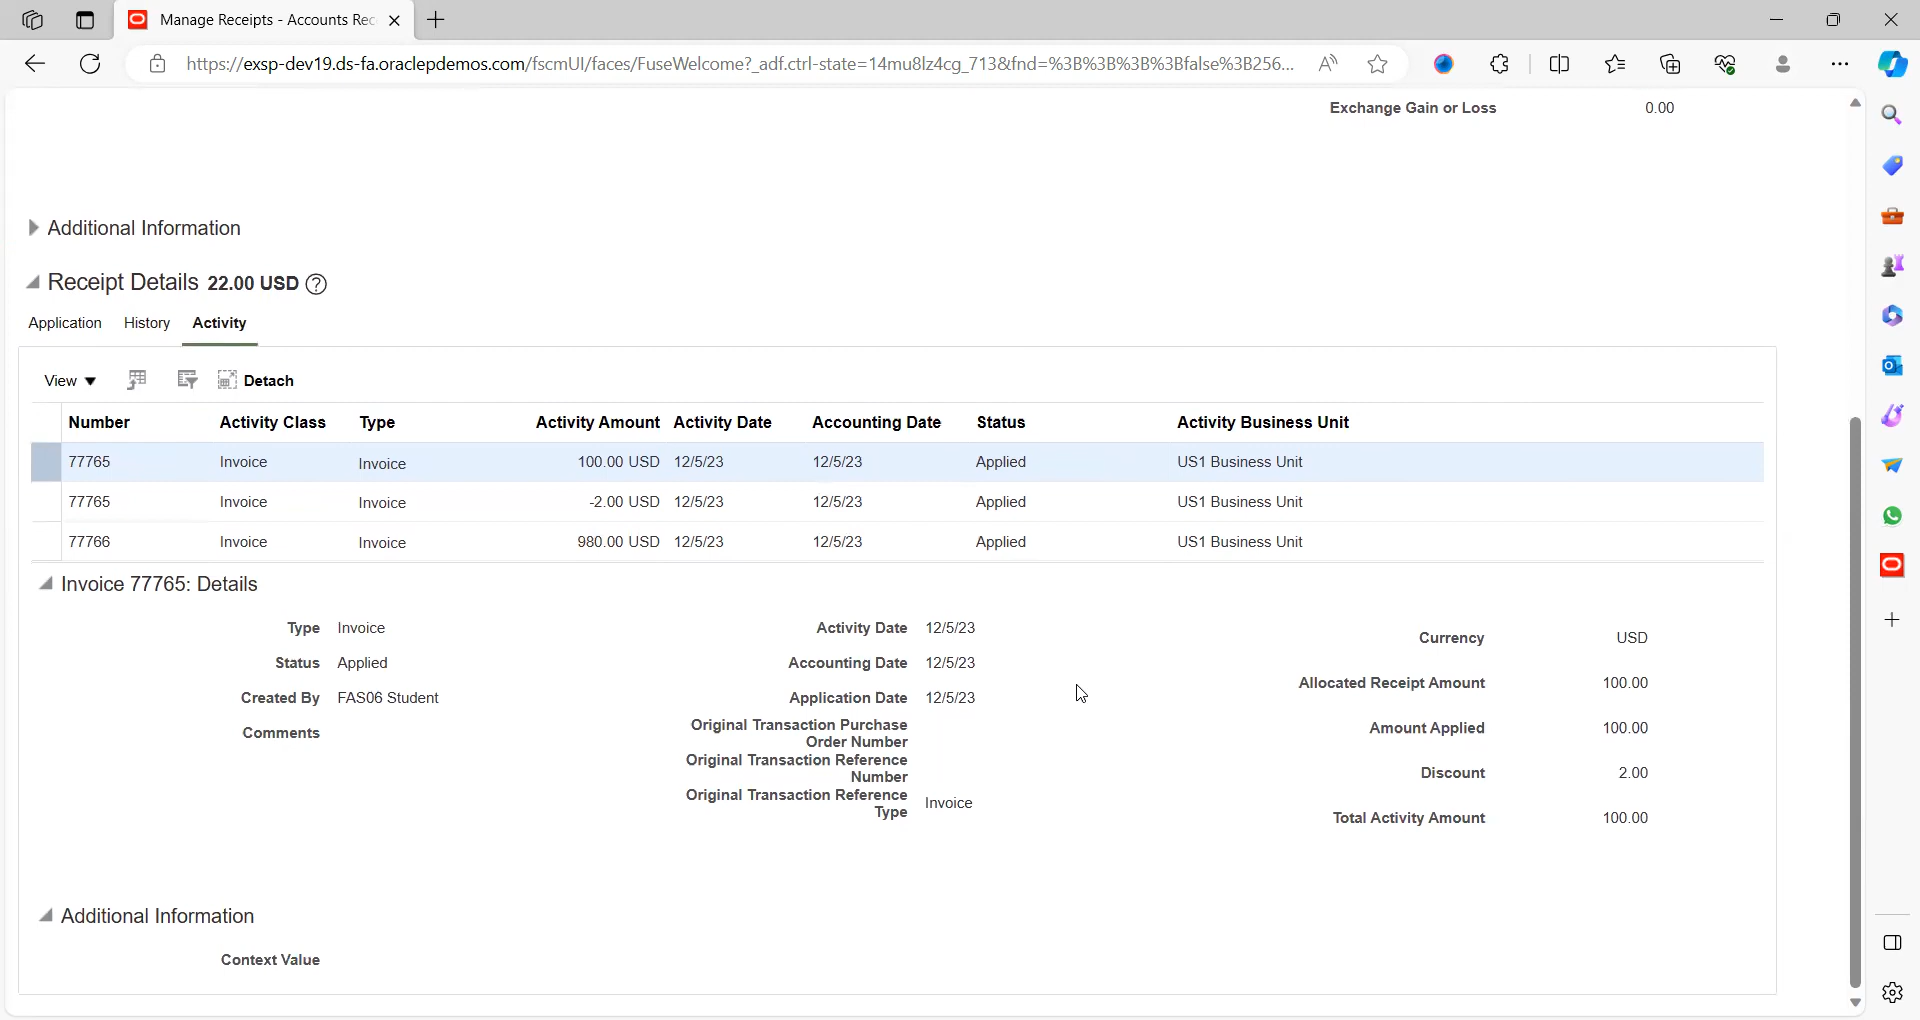 Manage Receipts - Accounts Rec
https://exsp-dev19.ds-fa.oraclepdemos.com/fscmUI/faces/FuseWelcome?_adf.ctrl-state=14mu8lz4cg_713&fnd=%3B%3B%3B%3Bfalse%3B256...
Exchange Gain or Loss 0.00
Additional Information
Receipt Details 22.00 USD ?
Application History Activity
View Detach
Number Activity Class Type Activity Amount Activity Date Accounting Date Status Activity Business Unit
77765 Invoice Invoice 100.00 USD 12/5/23 12/5/23 Applied US1 Business Unit
77765 Invoice Invoice -2.00 USD 12/5/23 12/5/23 Applied US1 Business Unit
77766 Invoice Invoice 980.00 USD 12/5/23 12/5/23 Applied US1 Business Unit
Invoice 77765: Details
Type Invoice
Status Applied
Created By FAS06 Student
Comments
Activity Date 12/5/23
Accounting Date 12/5/23
Application Date 12/5/23
Original Transaction Purchase
Order Number
Original Transaction Reference
Number
Original Transaction Reference
Type Invoice
Currency USD
Allocated Receipt Amount 100.00
Amount Applied 100.00
Discount 2.00
Total Activity Amount 100.00
Additional Information
Context Value